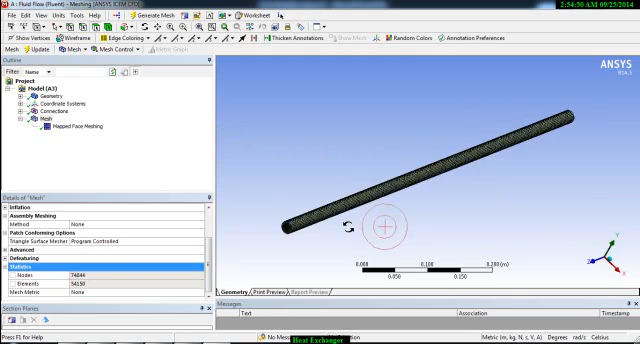 A : Fluid Flow (Fluent) - Meshing [ANSYS ICEM CFD]
2:54:50 AM 09/25/2014
File Edit View Units Tools Help Generate Mesh Worksheet
Show Vertices Wireframe Edge Coloring Thicken Annotations Show Mesh Random Colors Annotation Preferences
Mesh Update Mesh Mesh Control Metric Graph
Outline
Filter: Name
Project
Model (A3)
Geometry
Coordinate Systems
Connections
Mesh
Mapped Face Meshing
ANSYS
R14.5
Details of "Mesh"
Inflation
Assembly Meshing
Method None
Patch Conforming Options
Triangle Surface Mesher Program Controlled
Advanced
Defeaturing
Statistics
Nodes 74844
Elements 54150
Mesh Metric None
0.000 0.100 0.200 (m)
0.050 0.150
Y
Z
X
Geometry Print Preview Report Preview
Section Planes
Messages
Text Association Timestamp
Press F1 for Help
No Mess
Metric (m, kg, N, s, V, A) Degrees rad/s Celsius
Heat Exchanger